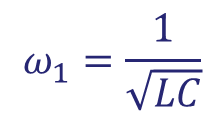 ω₁ = 1/√LC